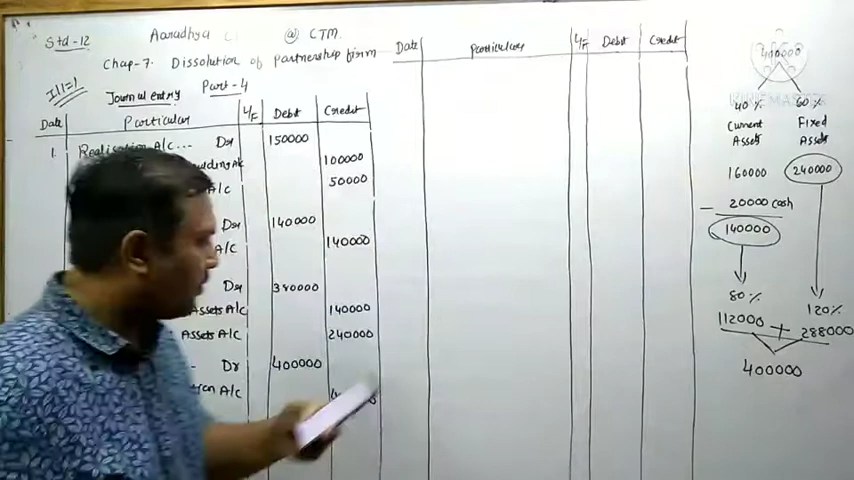 Std-12 Aaradhya @ CTM.
Chap-7. Dissolution of partnership firm
Ill=1 Part-4
Journal entry
Date Particular L/F Debit Credit
1. Realisation A/c... Dr 150000
Building A/c 100000
A/c 50000
Dr 140000
A/c 140000
Dr 380000
Assets A/c 140000
Assets A/c 240000
Dr 400000
A/c
Date particular L/F Debit Credit
400000
KINEMASTER
40% 60%
Current Fixed
Assets Assets
160000 240000
- 20000 cash
140000
80% 120%
112000 + 288000
400000